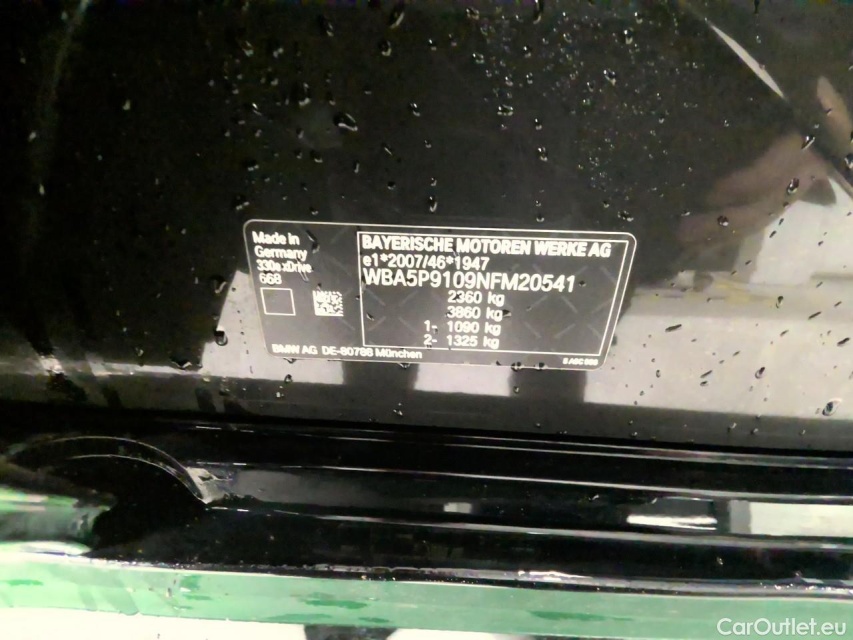 Made in
Germany
330e xDrive
668
BAYERISCHE MOTOREN WERKE AG
e1*2007/46*1947
WBA5P9109NFM20541
2360 kg
3860 kg
1- 1090 kg
2- 1325 kg
BMW AG DE-80788 München
CarOutlet.eu